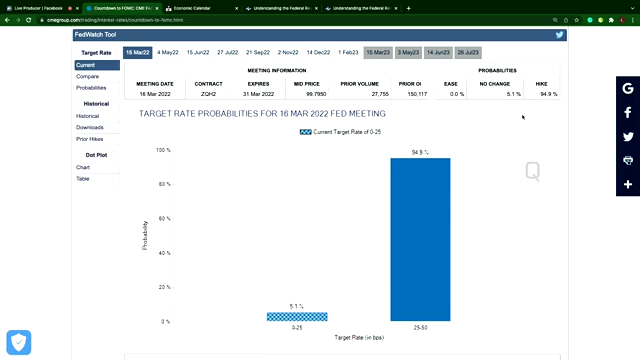 Live Producer | Facebook
Countdown to FOMC: CME Fed
Economic Calendar
Understanding the Federal Re
Understanding the Federal Re
cmegroup.com/trading/interest-rates/countdown-to-fomc.html
FedWatch Tool
Target Rate
Current
Compare
Probabilities
Historical
Historical
Downloads
Prior Hikes
Dot Plot
Chart
Table
16 Mar22 4 May22 15 Jun22 27 Jul22 21 Sep22 2 Nov22 14 Dec22 1 Feb23 15 Mar23 3 May23 14 Jun23 26 Jul23
MEETING INFORMATION PROBABILITIES
MEETING DATE CONTRACT EXPIRES MID PRICE PRIOR VOLUME PRIOR OI EASE NO CHANGE HIKE
16 Mar 2022 ZQH2 31 Mar 2022 99.7950 27,755 150,117 0.0 % 5.1 % 94.9 %
TARGET RATE PROBABILITIES FOR 16 MAR 2022 FED MEETING
Current Target Rate of 0-25
100 %
80 %
60 %
40 %
20 %
0 %
Probability
5.1 %
94.9 %
0-25 25-50
Target Rate (in bps)
Q
G
f